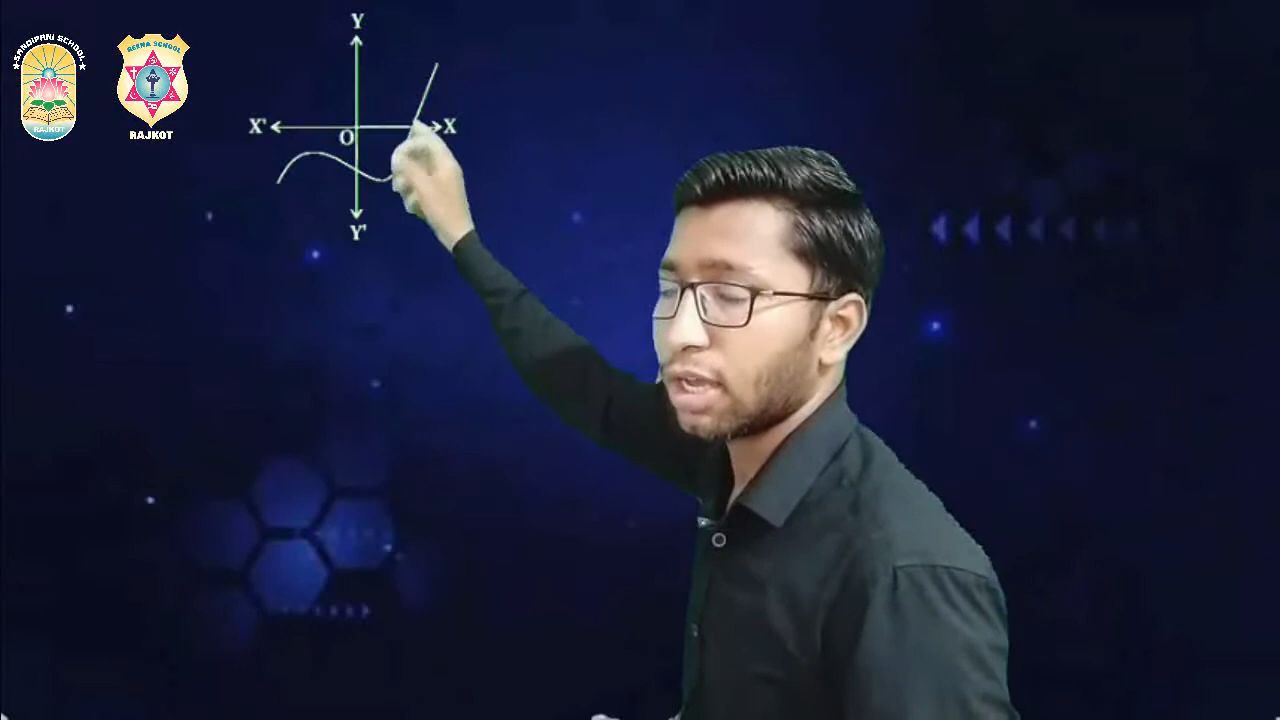 SANDIPANI SCHOOL
RAJKOT
REENA SCHOOL
RAJKOT
Y
X'
O
X
Y'